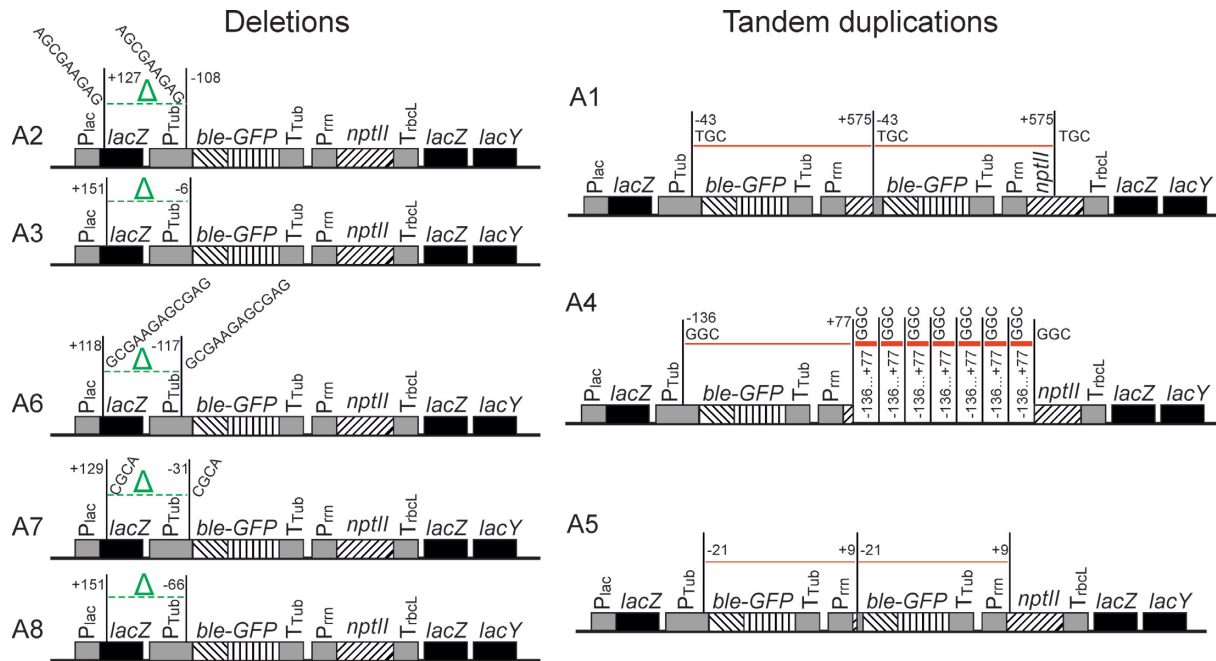 Deletions
AGCGAAGAG
AGCGAAGAG
+127 Δ -108
A2 Plac lacZ PTub ble-GFP TTub Prrn nptII TrbcL lacZ lacY
+151 Δ -6
A3 Plac lacZ PTub ble-GFP TTub Prrn nptII TrbcL lacZ lacY
GCGAAGAGCGAG
GCGAAGAGCGAG
+118 Δ -117
A6 Plac lacZ PTub ble-GFP TTub Prrn nptII TrbcL lacZ lacY
+129 CGCA Δ -31 CGCA
A7 Plac lacZ PTub ble-GFP TTub Prrn nptII TrbcL lacZ lacY
+151 Δ -66
A8 Plac lacZ PTub ble-GFP TTub Prrn nptII TrbcL lacZ lacY
Tandem duplications
A1
-43 +575 -43 +575
TGC TGC TGC
Plac lacZ PTub ble-GFP TTub Prrn ble-GFP TTub Prrn nptII TrbcL lacZ lacY
A4
-136 +77
GGC GGC GGC GGC GGC GGC GGC GGC GGC
-136...+77 -136...+77 -136...+77 -136...+77 -136...+77 -136...+77 -136...+77
Plac lacZ PTub ble-GFP TTub Prrn nptII TrbcL lacZ lacY
A5
-21 +9 -21 +9
Plac lacZ PTub ble-GFP TTub Prrn ble-GFP TTub Prrn nptII TrbcL lacZ lacY